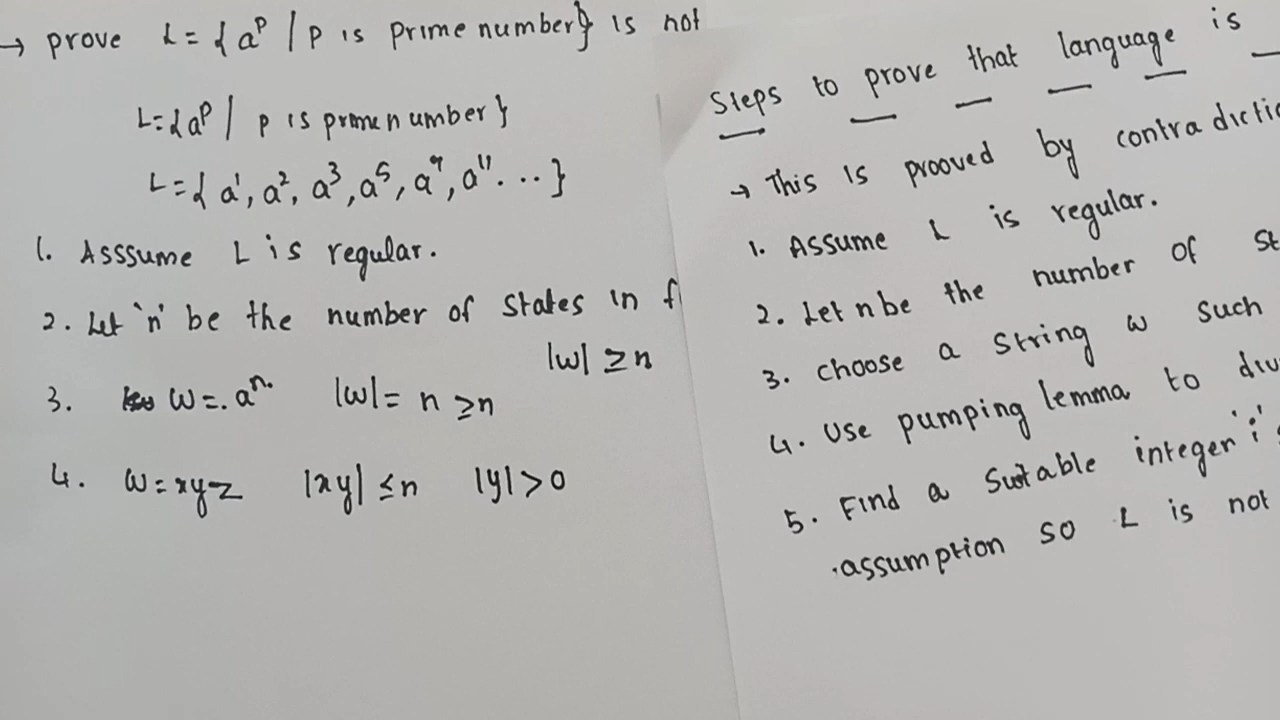 → prove L = { a^p / p is prime number} is not
L={a^p / p is prime number}
L={ a^1, a^2, a^3, a^5, a^7, a^11 ... }
1. Asssume L is regular.
2. Let 'n' be the number of states in f
|w| ≥ n
3. w =. a^n. |w| = n ≥n
4. w = xyz |xy| ≤ n |y| > 0
Steps to prove that language is
→ This is prooved by contradictio
1. Assume L is regular.
2. Let n be the number of st
3. choose a string w such
4. Use pumping lemma to div
5. Find a suitable integer 'i'
.assumption so L is not